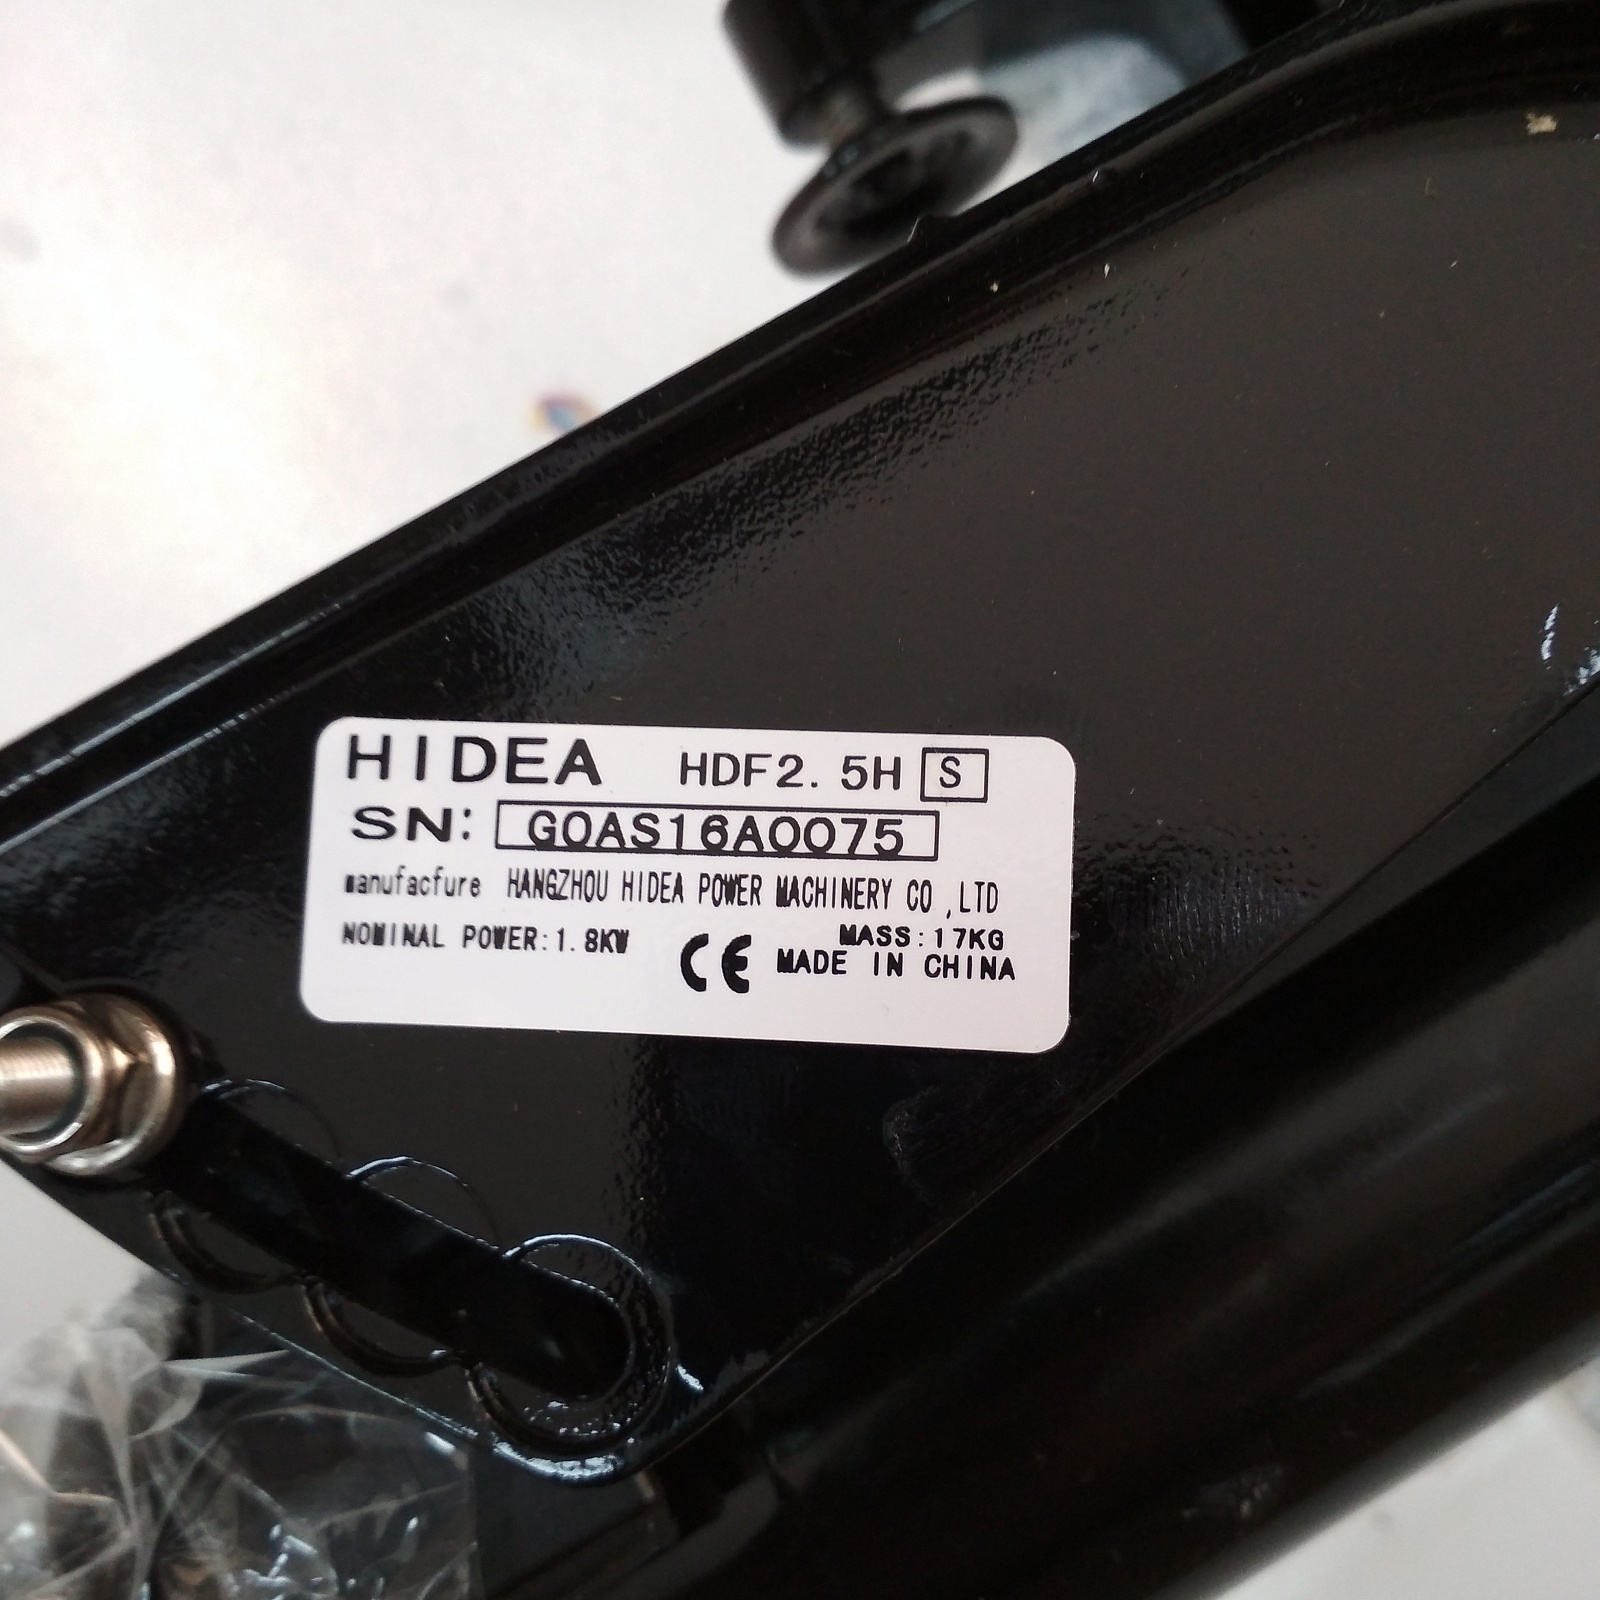 HIDEA HDF2.5H S
SN: G0AS16A0075
manufacfure HANGZHOU HIDEA POWER MACHINERY CO ,LTD
NOMINAL POWER:1.8KW CE MASS:17KG
MADE IN CHINA